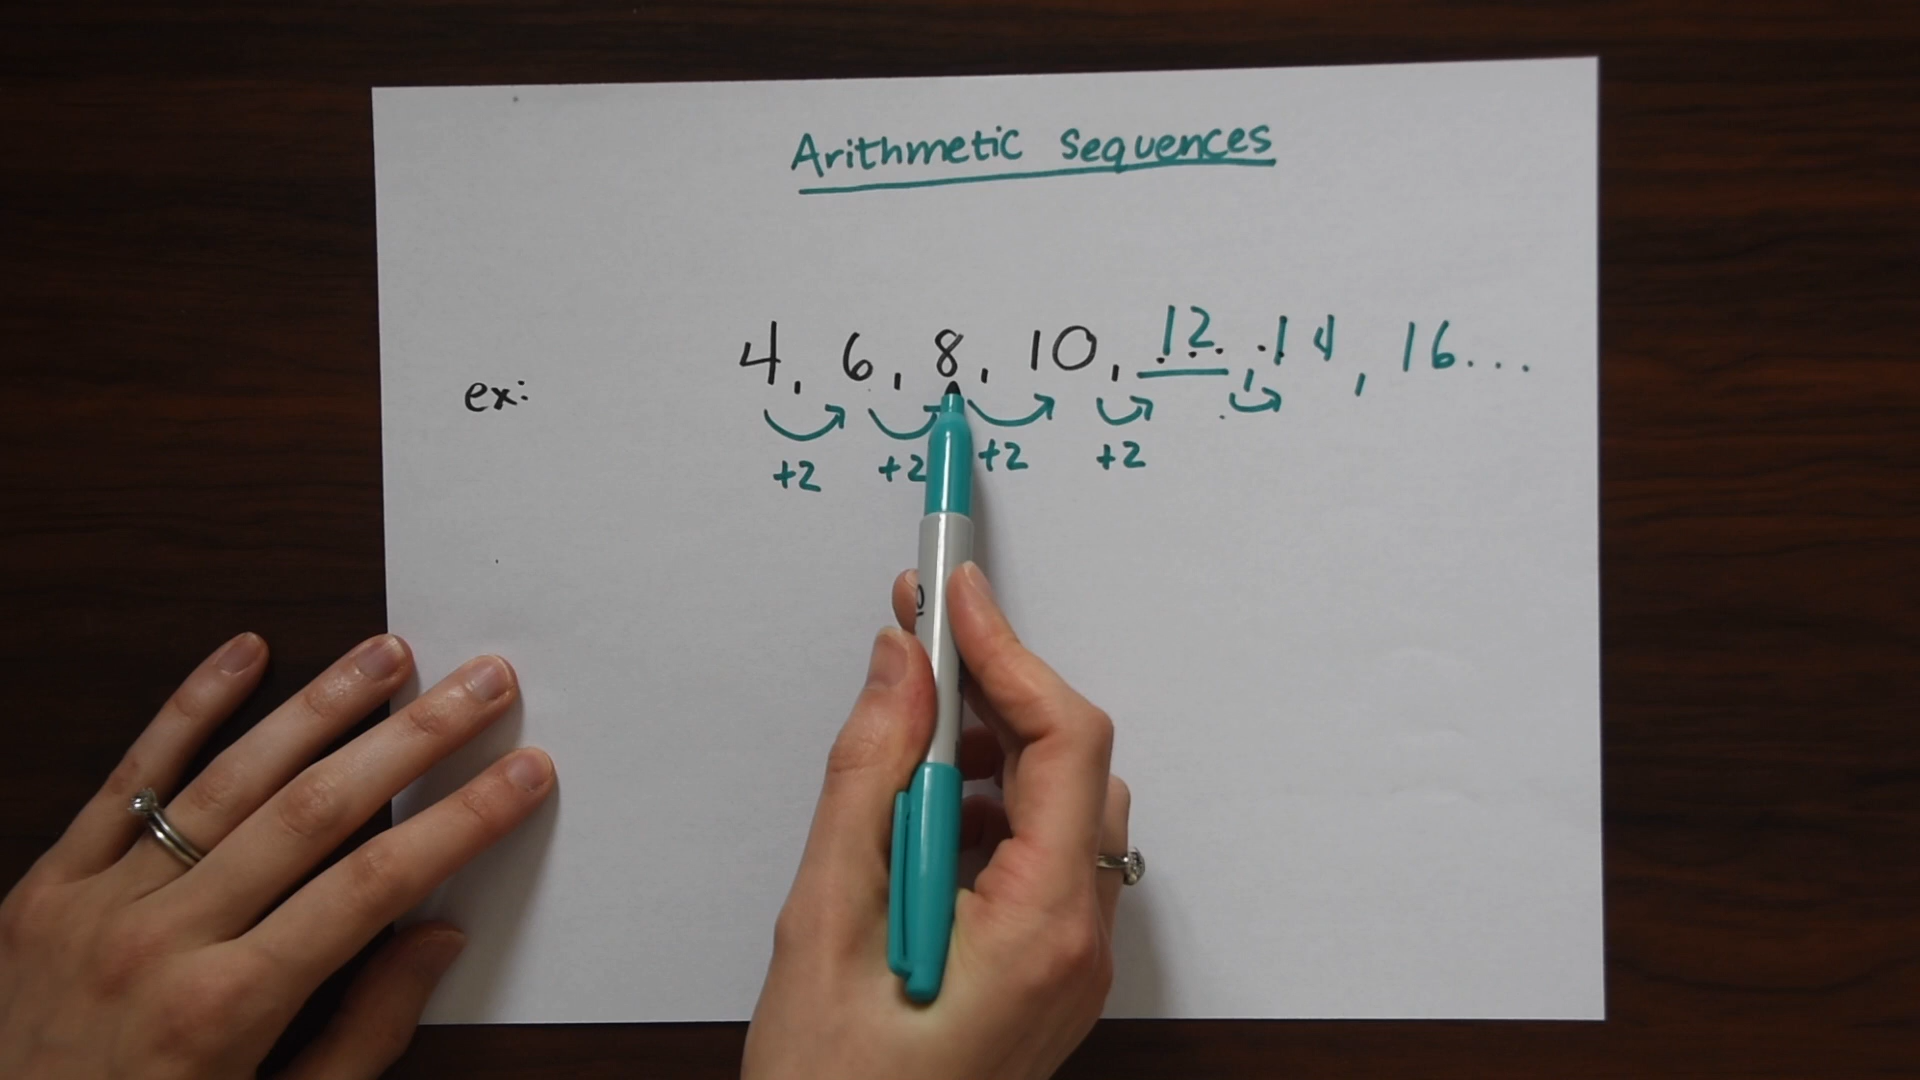 Arithmetic Sequences
ex: 4, 6, 8, 10, 12, 14, 16...
+2 +2 +2 +2